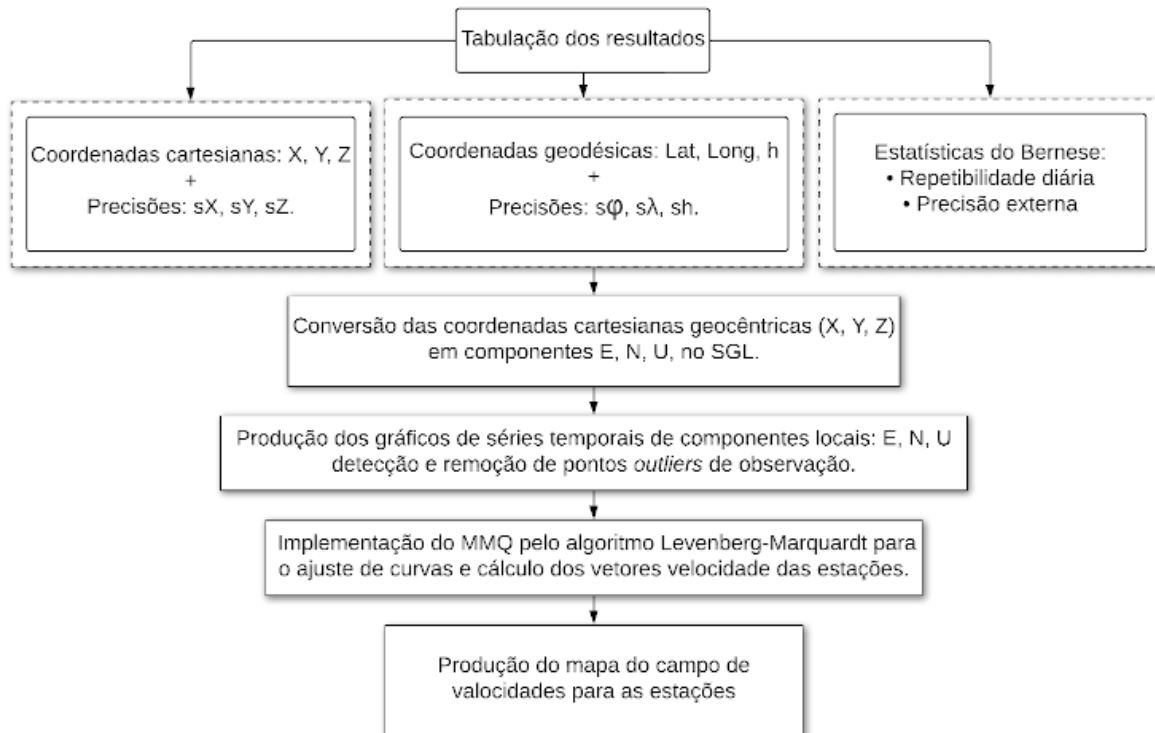 Tabulação dos resultados
Coordenadas cartesianas: X, Y, Z
+
Precisões: sX, sY, sZ.
Coordenadas geodésicas: Lat, Long, h
+
Precisões: sφ, sλ, sh.
Estatísticas do Bernese:
• Repetibilidade diária
• Precisão externa
Conversão das coordenadas cartesianas geocêntricas (X, Y, Z)
em componentes E, N, U, no SGL.
Produção dos gráficos de séries temporais de componentes locais: E, N, U
detecção e remoção de pontos outliers de observação.
Implementação do MMQ pelo algoritmo Levenberg-Marquardt para
o ajuste de curvas e cálculo dos vetores velocidade das estações.
Produção do mapa do campo de
valocidades para as estações